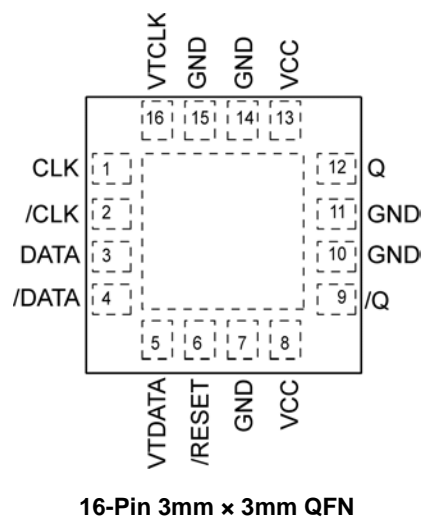 VTCLK GND GND VCC
16 15 14 13
CLK 1 12 Q
/CLK 2 11 GND
DATA 3 10 GND
/DATA 4 9 /Q
5 6 7 8
VTDATA /RESET GND VCC
16-Pin 3mm × 3mm QFN